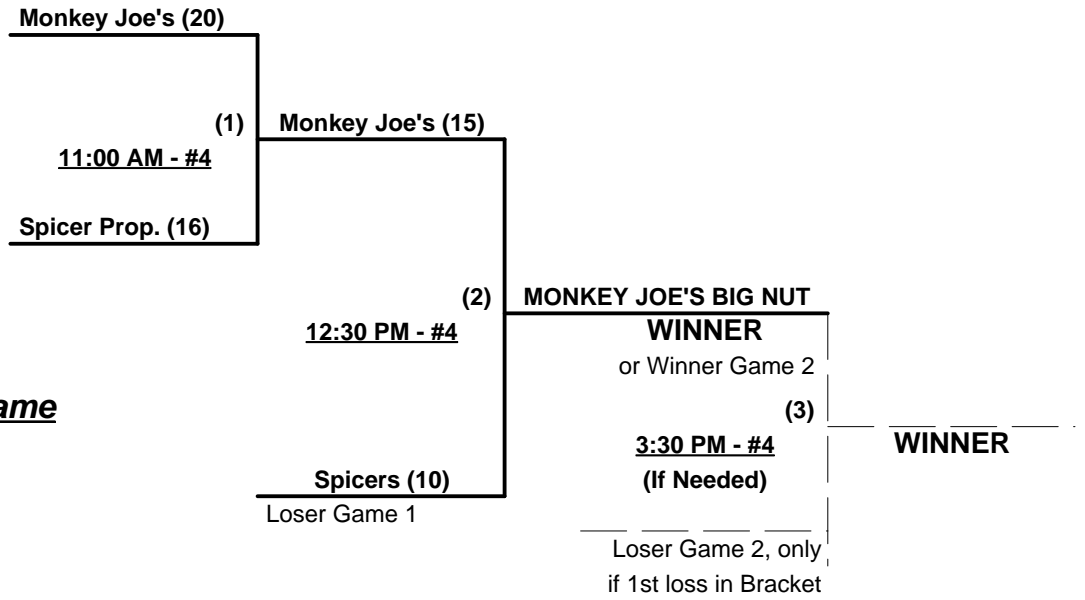 Monkey Joe's (20)
(1)
Monkey Joe's (15)
11:00 AM - #4
Spicer Prop. (16)
(2)
MONKEY JOE'S BIG NUT
12:30 PM - #4
WINNER
or Winner Game 2
(3)
3:30 PM - #4
WINNER
(If Needed)
Spicers (10)
Loser Game 1
Loser Game 2, only
if 1st loss in Bracket